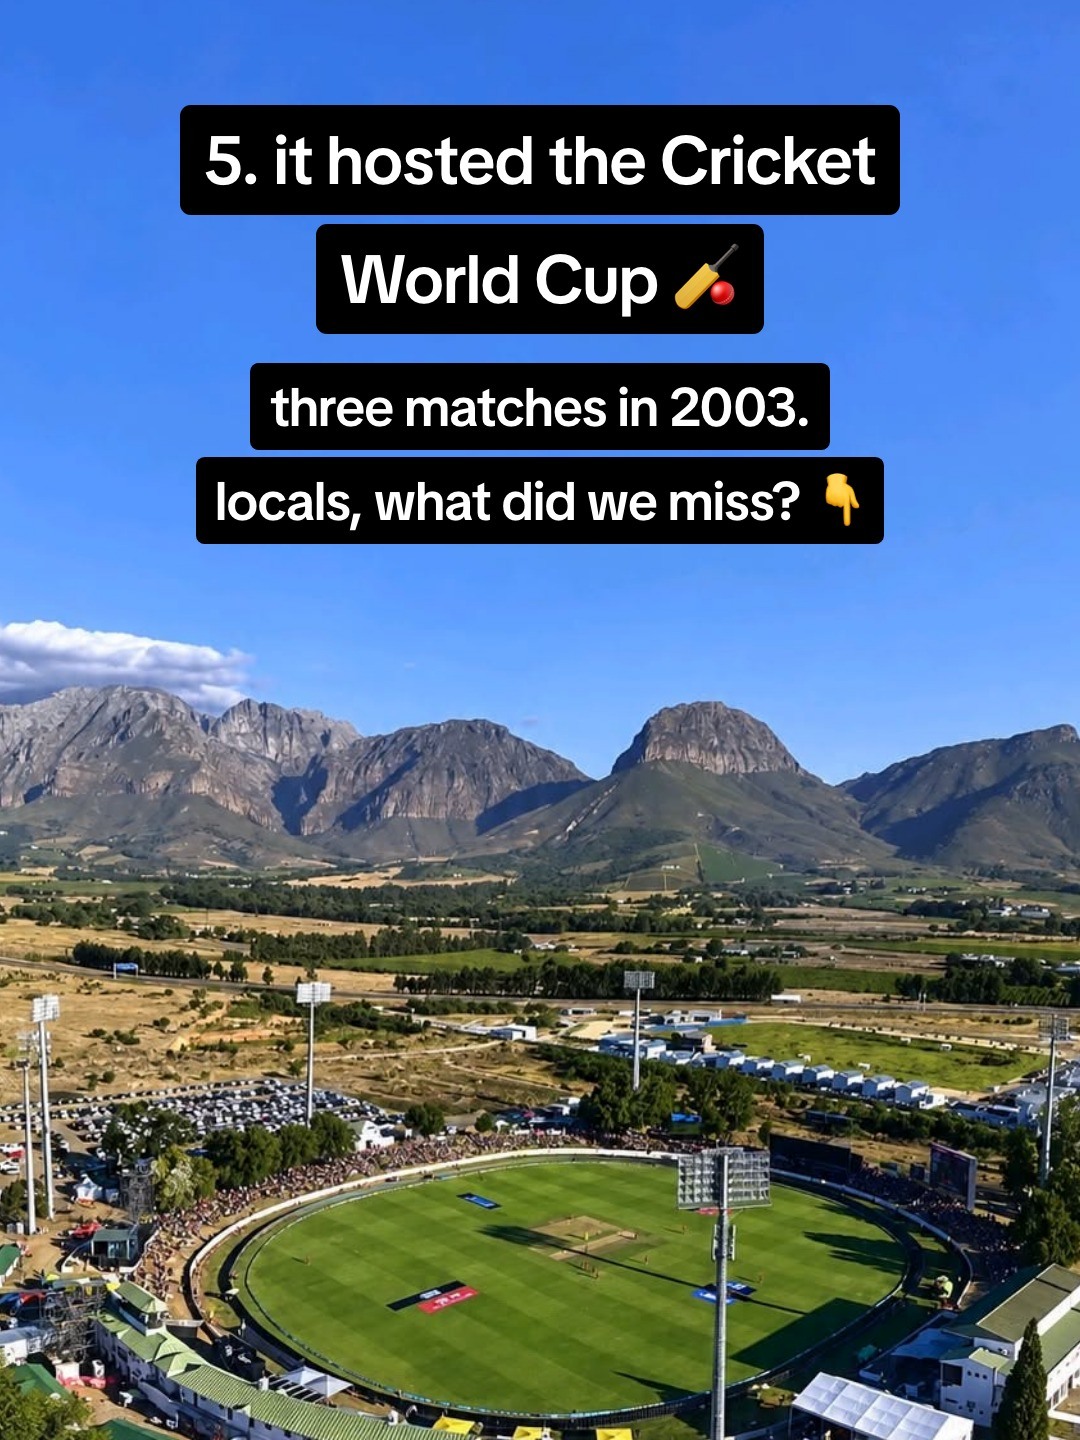 5. it hosted the Cricket
World Cup 🏏
three matches in 2003.
locals, what did we miss? 👇